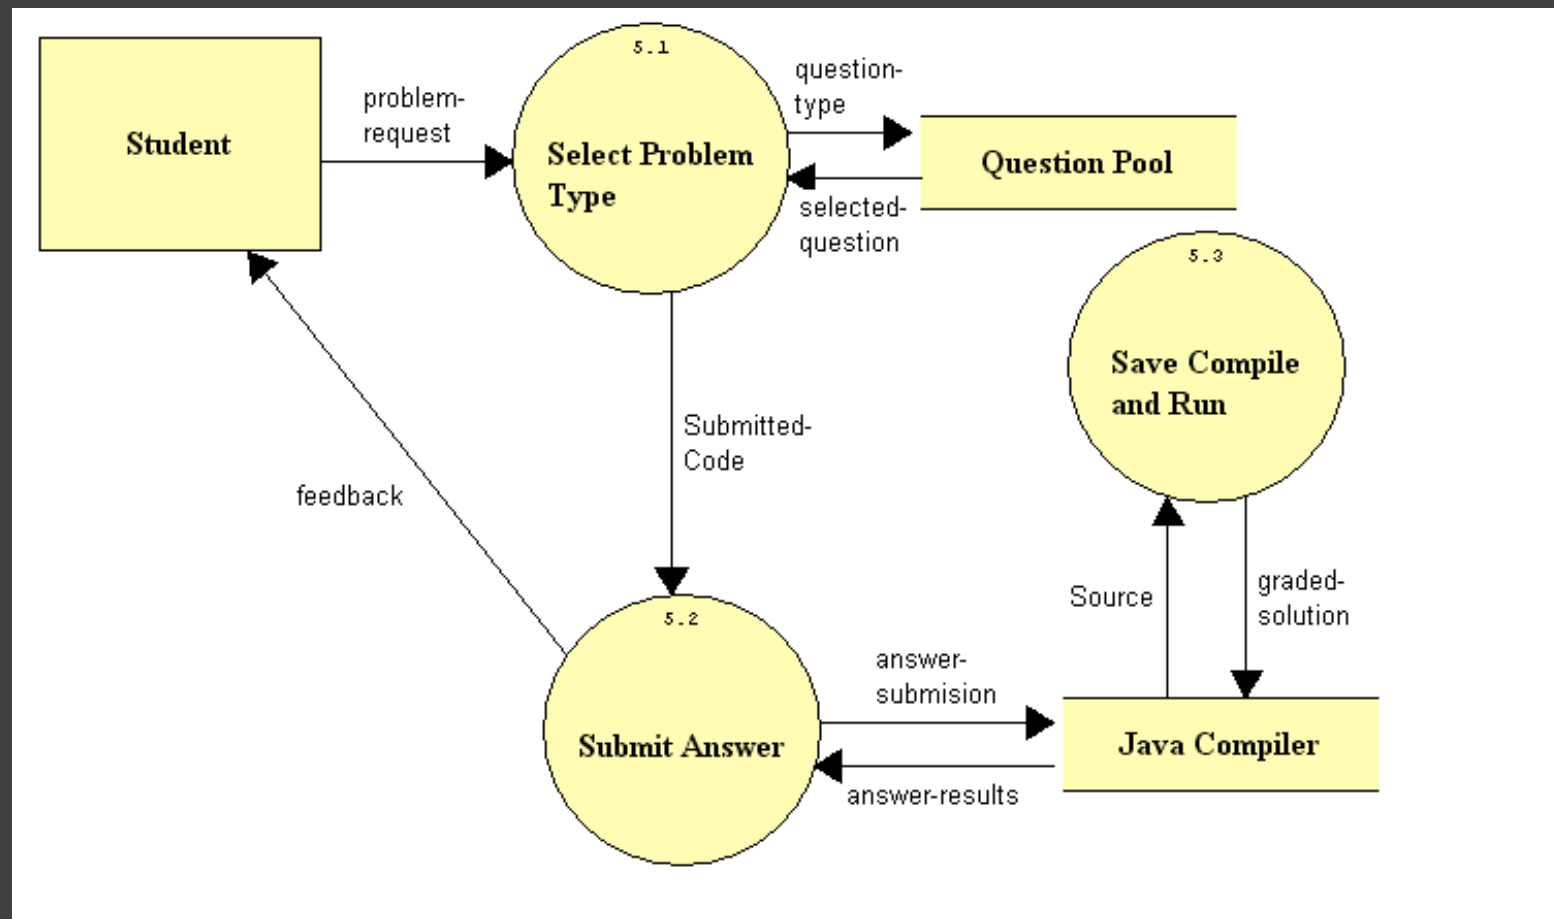 5.1
question-
type
problem-
request
Student
Select Problem
Type
Question Pool
selected-
question
5.3
Save Compile
and Run
Submitted-
Code
feedback
Source
graded-
solution
5.2
answer-
submision
Submit Answer
Java Compiler
answer-results